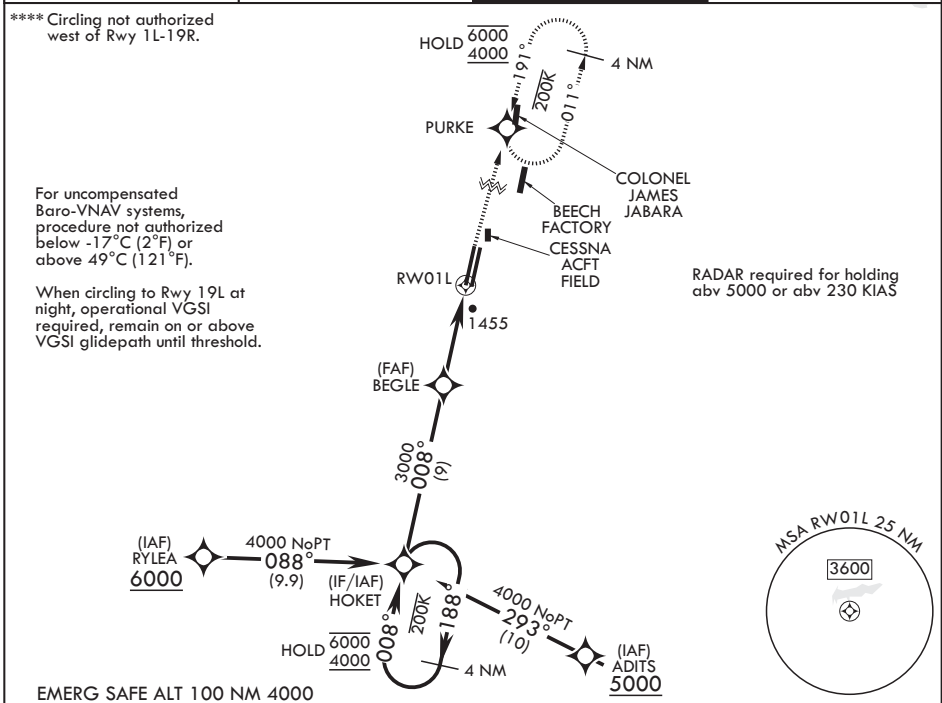 **** Circling not authorized
west of Rwy 1L-19R.
HOLD 6000
4000
191°
200K
011°
4 NM
PURKE
COLONEL
JAMES
JABARA
BEECH
FACTORY
CESSNA
ACFT
FIELD
For uncompensated
Baro-VNAV systems,
procedure not authorized
below -17°C (2°F) or
above 49°C (121°F).
When circling to Rwy 19L at
night, operational VGSI
required, remain on or above
VGSI glidepath until threshold.
RW01L
1455
RADAR required for holding
abv 5000 or abv 230 KIAS
(FAF)
BEGLE
3000
008°
(9)
(IAF)
RYLEA
6000
4000 NoPT
088°
(9.9)
(IF/IAF)
HOKET
HOLD 6000
4000
008°
200K
188°
4 NM
4000 NoPT
293°
(10)
(IAF)
ADITS
5000
MSA RW01L 25 NM
3600
EMERG SAFE ALT 100 NM 4000